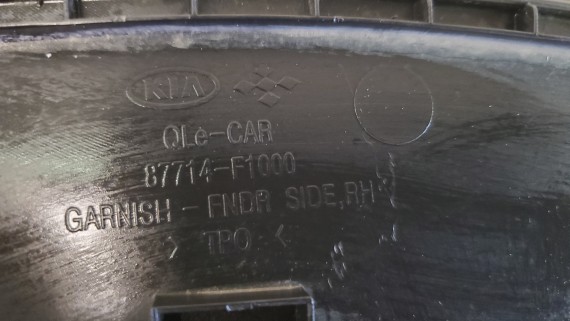 KIA
QLe-CAR
87714-F1000
GARNISH - FNDR SIDE,RH
> TPO <